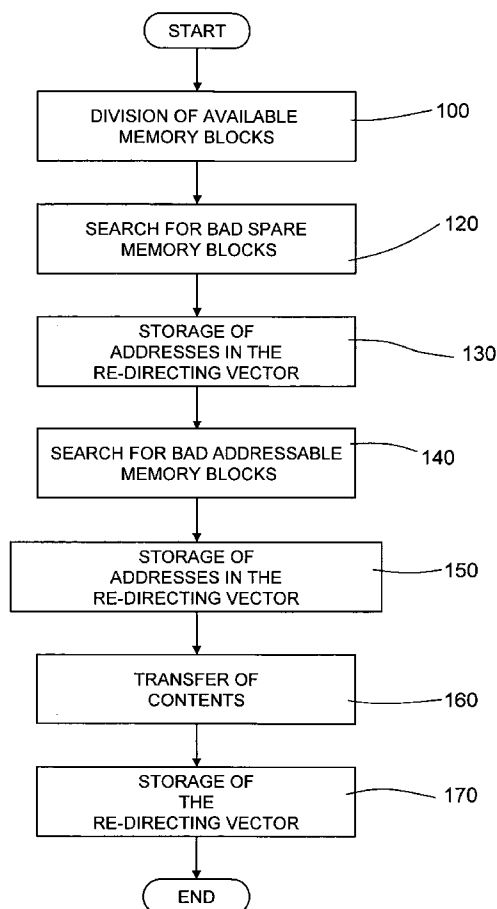 START
DIVISION OF AVAILABLE
MEMORY BLOCKS
100
SEARCH FOR BAD SPARE
MEMORY BLOCKS
120
STORAGE OF
ADDRESSES IN THE
RE-DIRECTING VECTOR
130
SEARCH FOR BAD ADDRESSABLE
MEMORY BLOCKS
140
STORAGE OF
ADDRESSES IN THE
RE-DIRECTING VECTOR
150
TRANSFER OF
CONTENTS
160
STORAGE OF
THE
RE-DIRECTING VECTOR
170
END